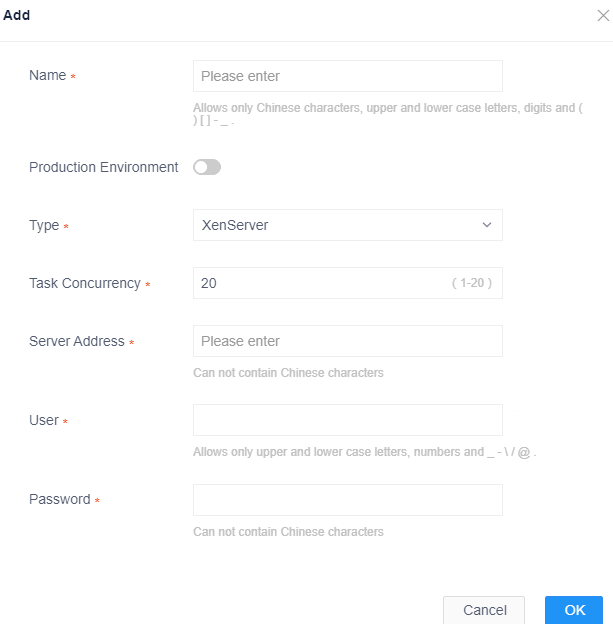 Add
Name *
Please enter
Allows only Chinese characters, upper and lower case letters, digits and (
) [ ] - _ .
Production Environment
Type *
XenServer
Task Concurrency *
20 ( 1-20 )
Server Address *
Please enter
Can not contain Chinese characters
User *
Allows only upper and lower case letters, numbers and _ - \ / @ .
Password *
Can not contain Chinese characters
Cancel OK